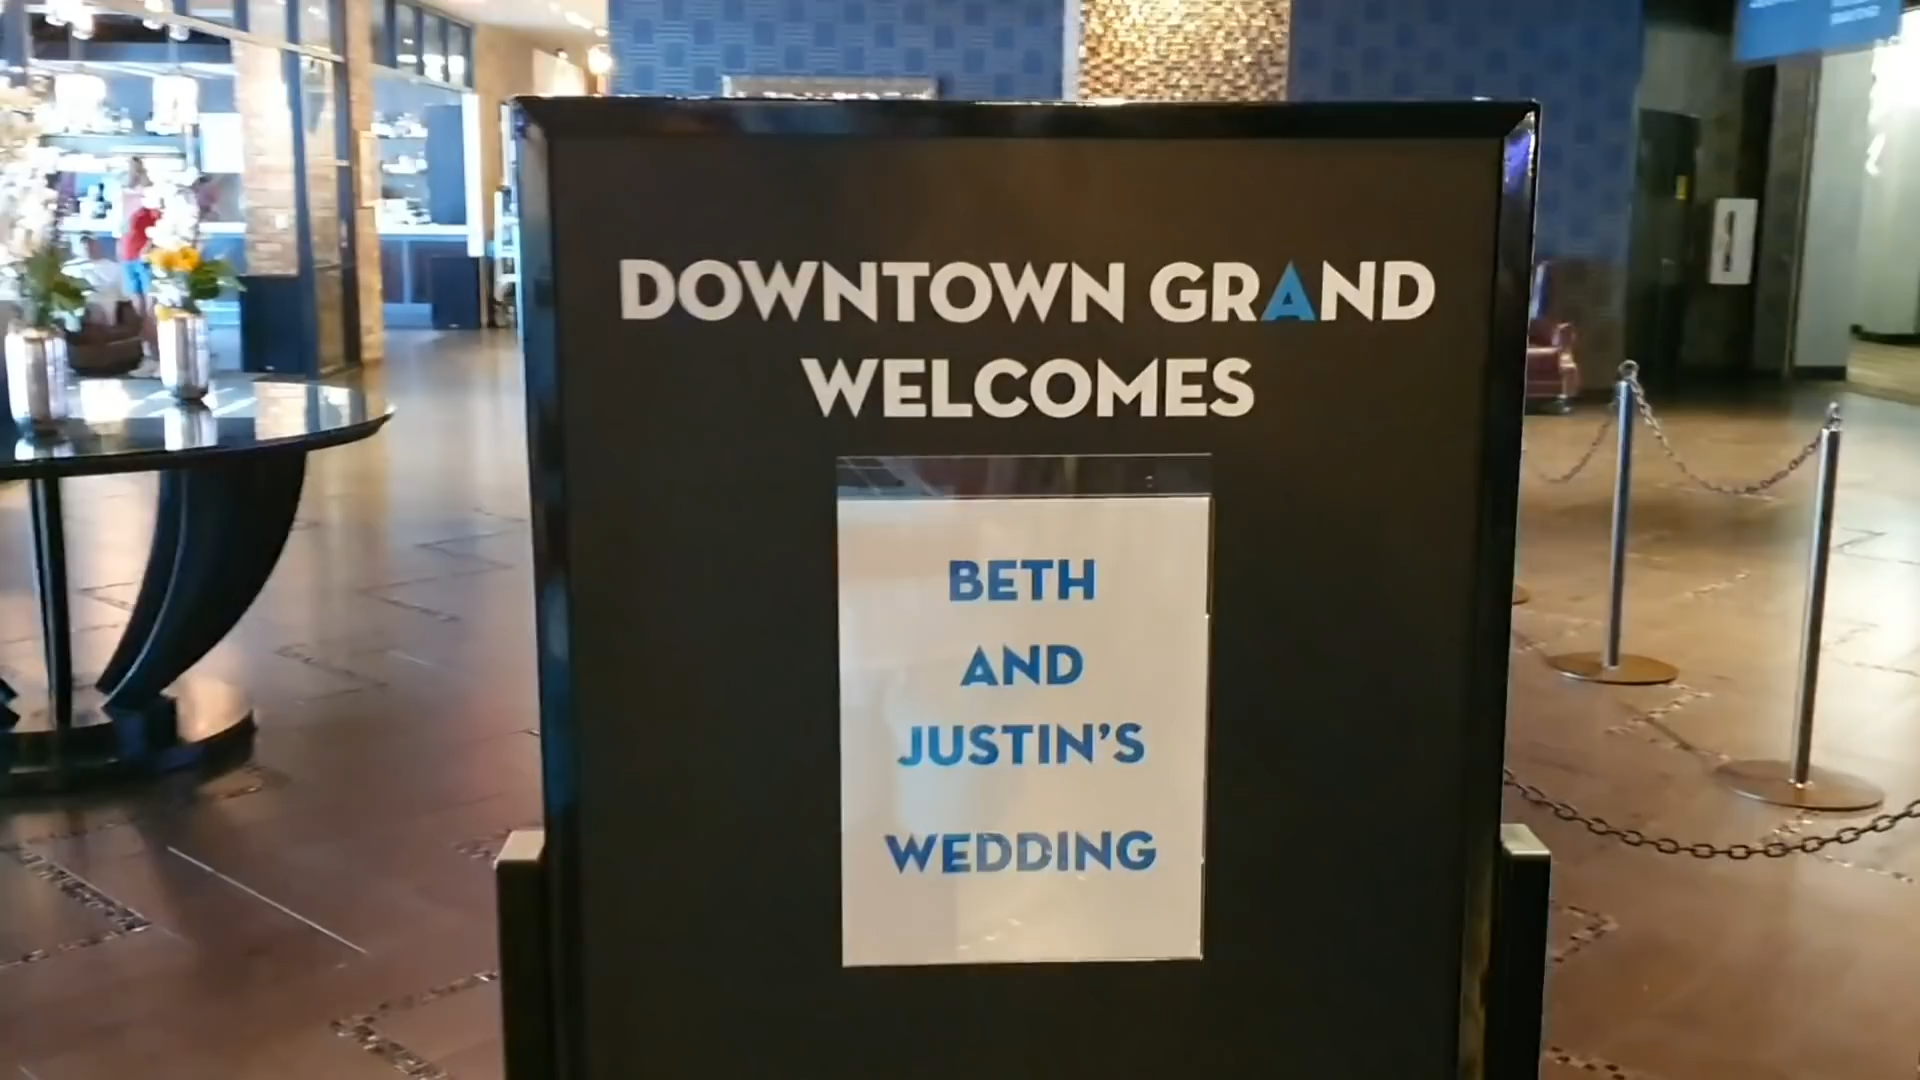 DOWNTOWN GRAND
WELCOMES
BETH
AND
JUSTIN'S
WEDDING